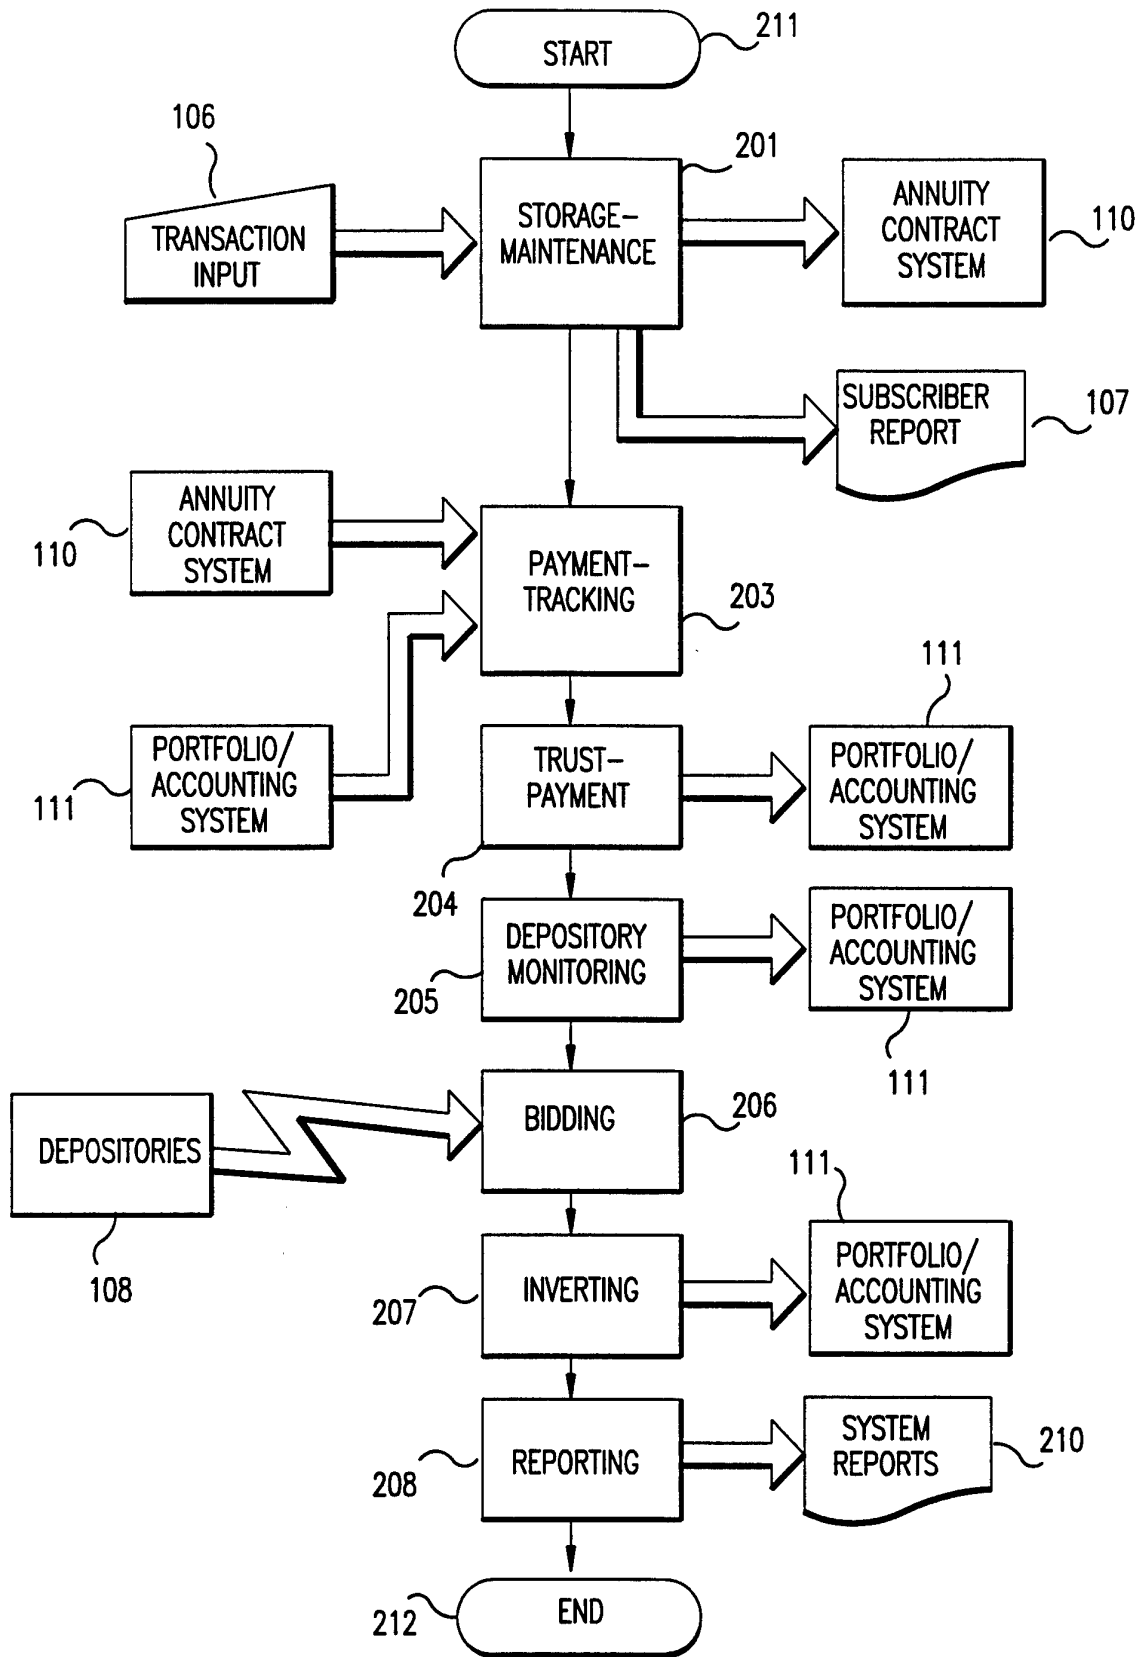 START
211
106
TRANSACTION
INPUT
201
STORAGE-
MAINTENANCE
ANNUITY
CONTRACT
SYSTEM
110
SUBSCRIBER
REPORT
107
ANNUITY
CONTRACT
SYSTEM
110
PAYMENT-
TRACKING
203
PORTFOLIO/
ACCOUNTING
SYSTEM
111
TRUST-
PAYMENT
204
111
PORTFOLIO/
ACCOUNTING
SYSTEM
DEPOSITORY
MONITORING
205
PORTFOLIO/
ACCOUNTING
SYSTEM
111
DEPOSITORIES
108
BIDDING
206
INVERTING
207
111
PORTFOLIO/
ACCOUNTING
SYSTEM
REPORTING
208
SYSTEM
REPORTS
210
END
212